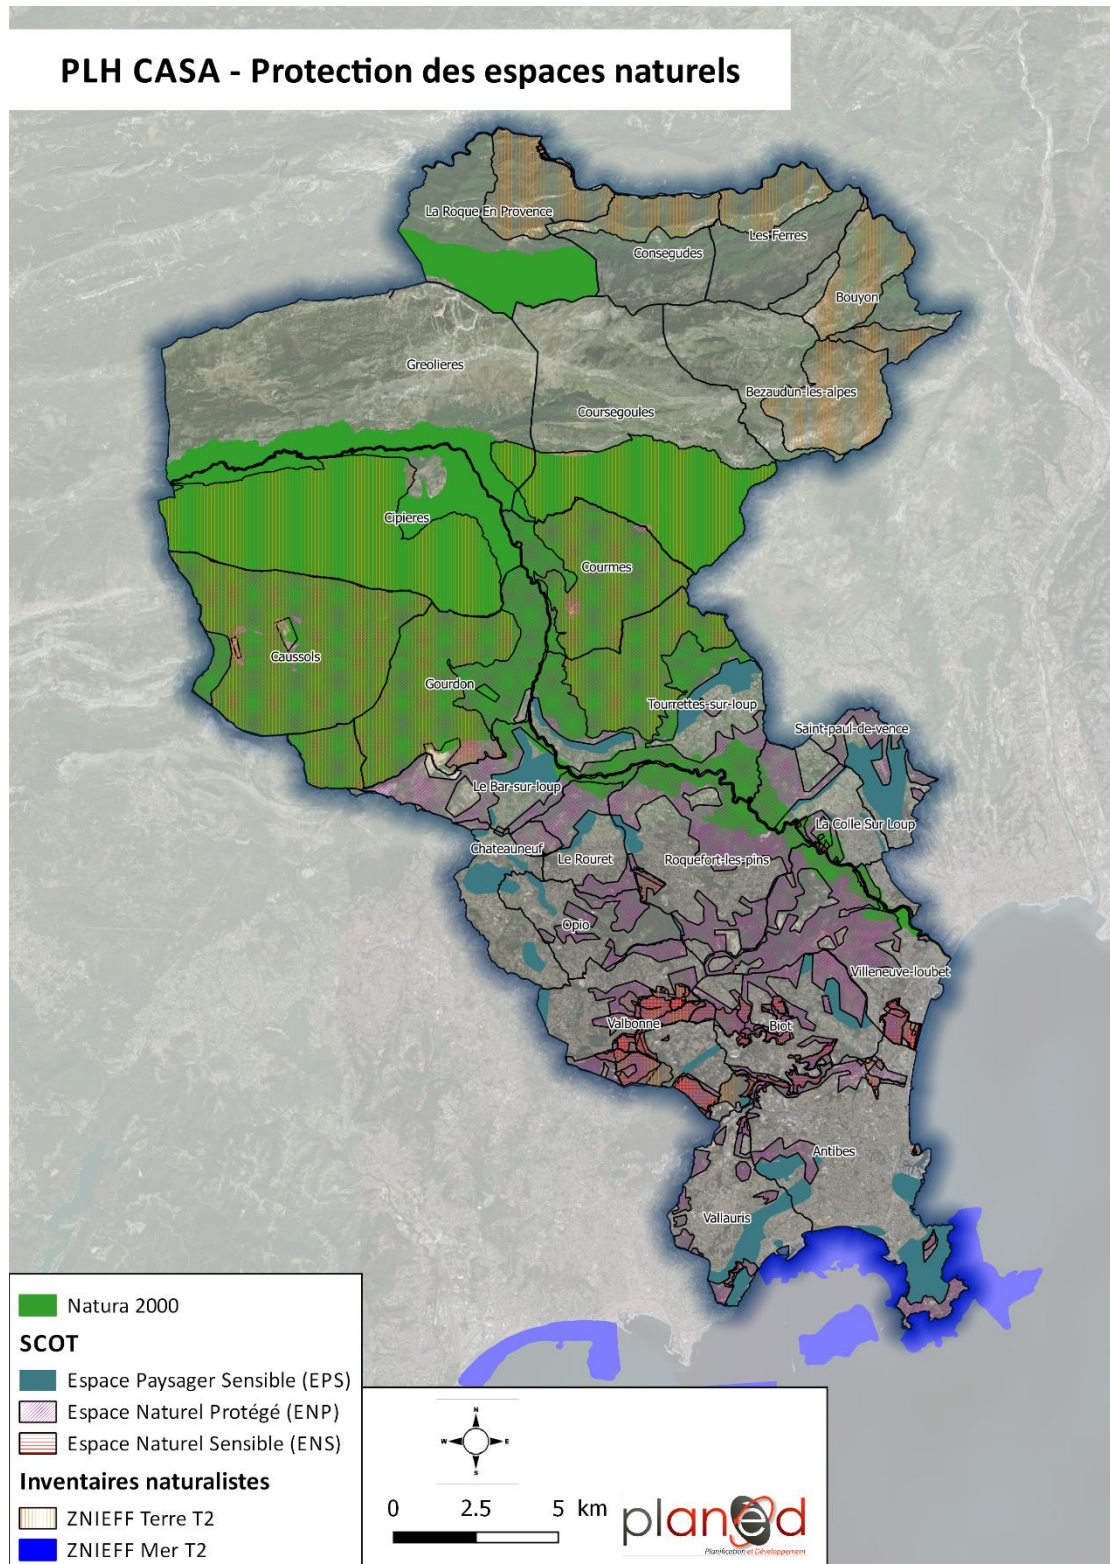 PLH CASA - Protection des espaces naturels
La Roque En Provence
Les Ferres
Consegudes
Bouyon
Greolieres
Bezaudun-les-alpes
Coursegoules
Cipieres
Courmes
Caussols
Gourdon
Tourrettes-sur-loup
Saint-paul-de-vence
Le Bar-sur-loup
La Colle Sur Loup
Chateauneuf
Le Rouret
Roquefort-les-pins
Opio
Villeneuve-loubet
Valbonne
Biot
Antibes
Vallauris
Natura 2000
SCOT
Espace Paysager Sensible (EPS)
Espace Naturel Protégé (ENP)
Espace Naturel Sensible (ENS)
Inventaires naturalistes
ZNIEFF Terre T2
ZNIEFF Mer T2
N
W E
S
0 2.5 5 km
planed
Planification et Développement